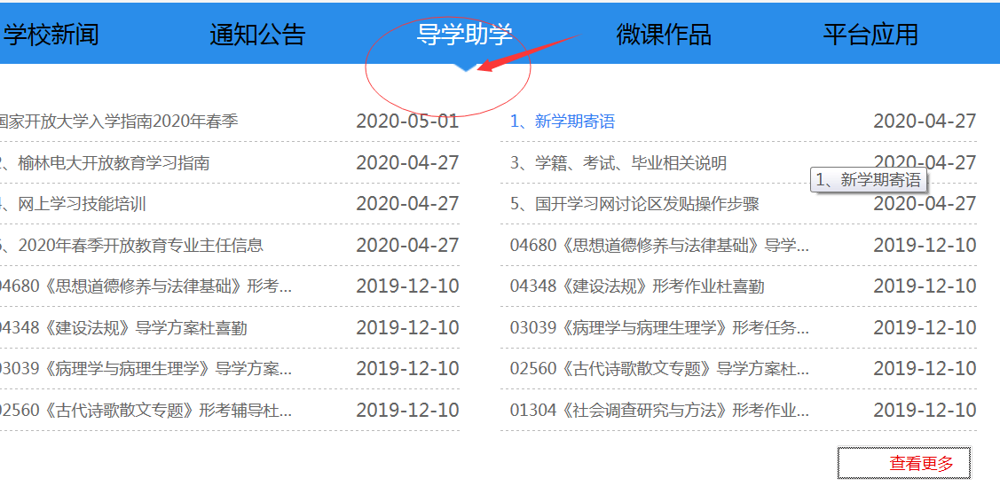 学校新闻 通知公告 导学助学 微课作品 平台应用
国家开放大学入学指南2020年春季 2020-05-01
、榆林电大开放教育学习指南 2020-04-27
、网上学习技能培训 2020-04-27
、2020年春季开放教育专业主任信息 2020-04-27
04680《思想道德修养与法律基础》形考... 2019-12-10
04348《建设法规》导学方案杜喜勤 2019-12-10
03039《病理学与病理生理学》导学方案... 2019-12-10
02560《古代诗歌散文专题》形考辅导杜... 2019-12-10
1、新学期寄语 2020-04-27
3、学籍、考试、毕业相关说明 2020-04-27
1、新学期寄语
5、国开学习网讨论区发贴操作步骤 2020-04-27
04680《思想道德修养与法律基础》导学... 2019-12-10
04348《建设法规》形考作业杜喜勤 2019-12-10
03039《病理学与病理生理学》形考任务... 2019-12-10
02560《古代诗歌散文专题》导学方案杜... 2019-12-10
01304《社会调查研究与方法》形考作业... 2019-12-10
查看更多